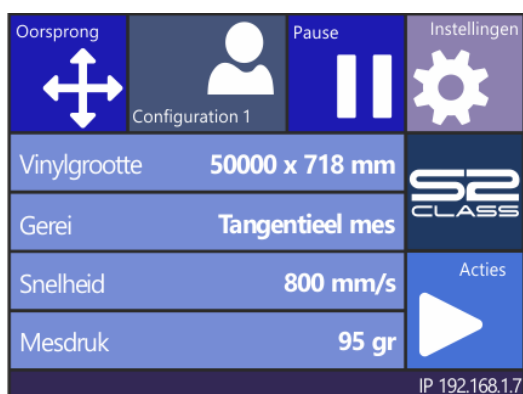 Oorsprong
Configuration 1
Pause
Instellingen
Vinylgrootte 50000 x 718 mm
S2
CLASS
Gerei Tangentieel mes
Snelheid 800 mm/s
Acties
Mesdruk 95 gr
IP 192.168.1.7